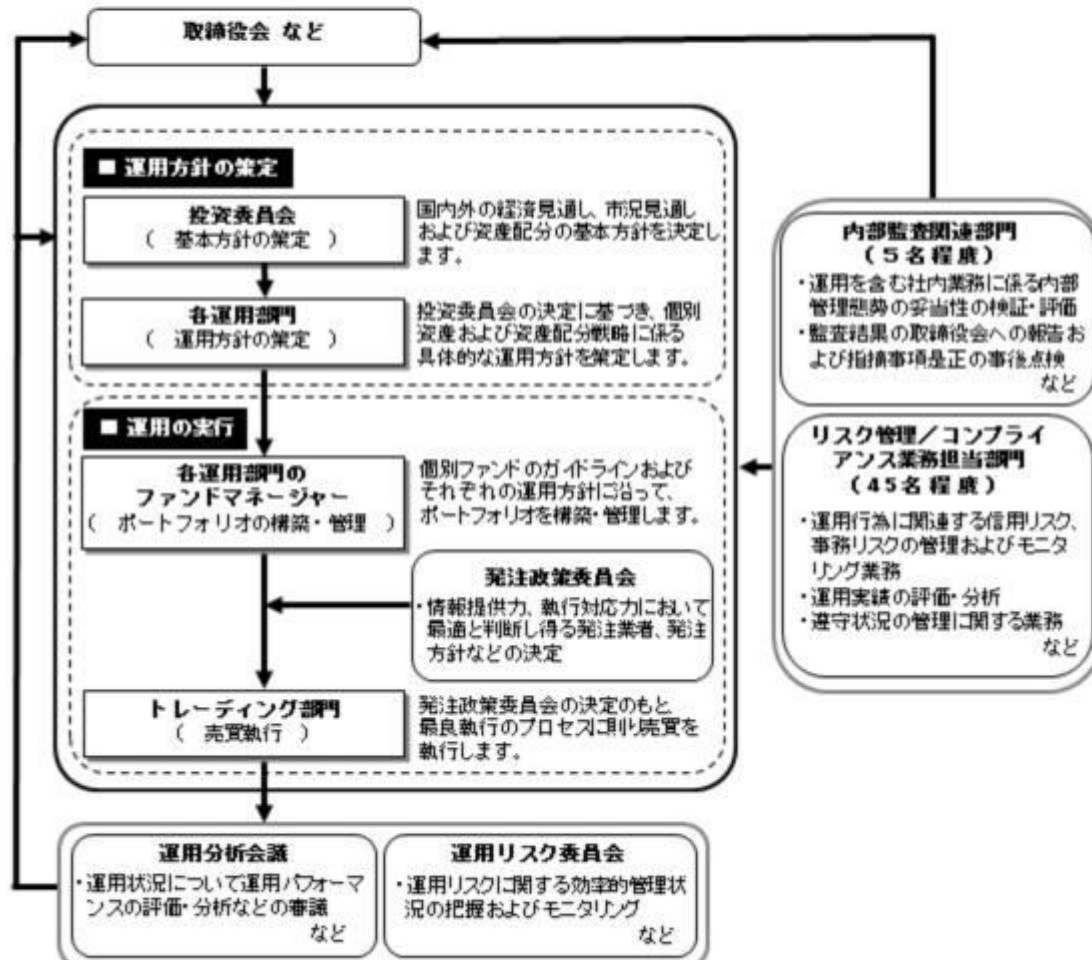 取締役会 など
■ 運用方針の策定
投資委員会
( 基本方針の策定 )
国内外の経済見通し、市況見通し
および資産配分の基本方針を決定し
ます。
各運用部門
( 運用方針の策定 )
投資委員会の決定に基づき、個別
資産および資産配分戦略に係る
具体的な運用方針を策定します。
■ 運用の実行
各運用部門の
ファンドマネージャー
( ポートフォリオの構築・管理 )
個別ファンドのガイドラインおよび
それぞれの運用方針に沿って、
ポートフォリオを構築・管理します。
発注政策委員会
・情報提供力、執行対応力において
最適と判断し得る発注業者、発注
方針などの決定
トレーディング部門
( 売買執行 )
発注政策委員会の決定のもと
最良執行のプロセスに則り売買を
執行します。
内部監査関連部門
(5名程度)
・運用を含む社内業務に係る内部
管理態勢の妥当性の検証・評価
・監査結果の取締役会への報告お
よび指摘事項是正の事後点検
など
リスク管理/コンプライ
アンス業務担当部門
(45名程度)
・運用行為に関連する信用リスク、
事務リスクの管理およびモニタ
リング業務
・運用実績の評価・分析
・遵守状況の管理に関する業務
など
運用分析会議
・運用状況について運用パフォーマ
ンスの評価・分析などの審議
など
運用リスク委員会
・運用リスクに関する効率的管理状
況の把握およびモニタリング
など